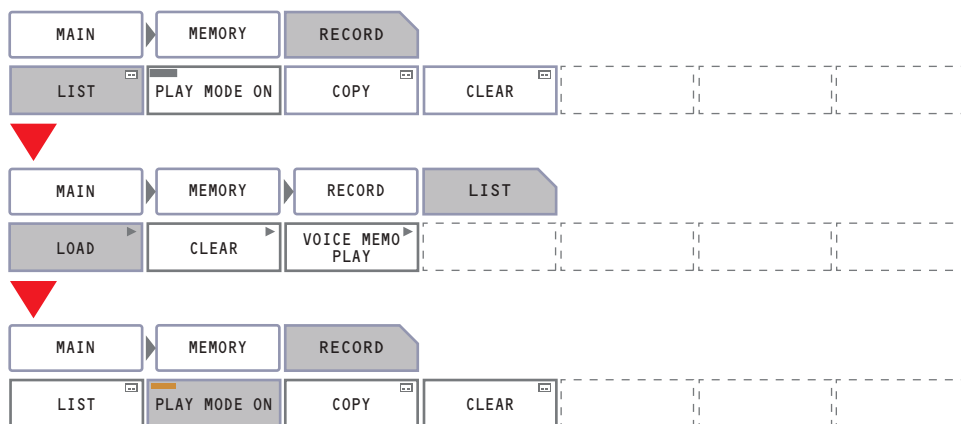 MAIN MEMORY RECORD
LIST PLAY MODE ON COPY CLEAR
MAIN MEMORY RECORD LIST
LOAD CLEAR VOICE MEMO
PLAY
MAIN MEMORY RECORD
LIST PLAY MODE ON COPY CLEAR